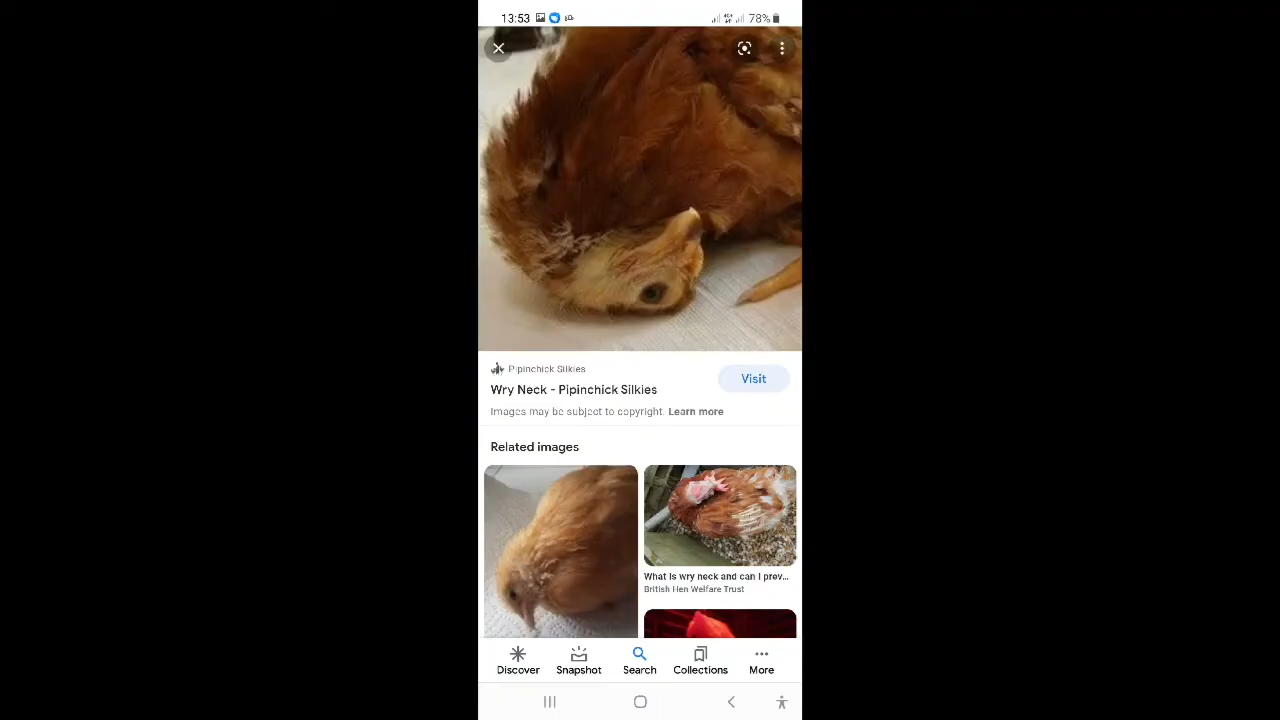 13:53
78%
Pipinchick Silkies
Wry Neck - Pipinchick Silkies
Visit
Images may be subject to copyright. Learn more
Related images
What is wry neck and can I prev...
British Hen Welfare Trust
Discover
Snapshot
Search
Collections
More